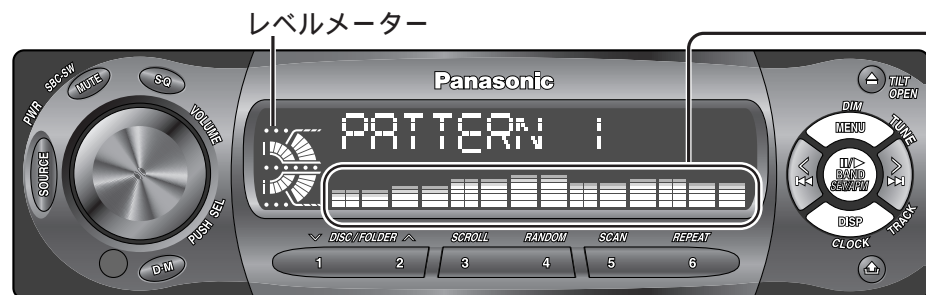 レベルメーター
SBC-SW
PWR
MUTE
S·Q
VOLUME
SOURCE
PUSH SEL
D·M
Panasonic
PATTERN 1
TILT
OPEN
DIM
MENU
TUNE
BAND
SEK/APM
DISP
CLOCK
TRACK
DISC/FOLDER
SCROLL
RANDOM
SCAN
REPEAT
1 2 3 4 5 6